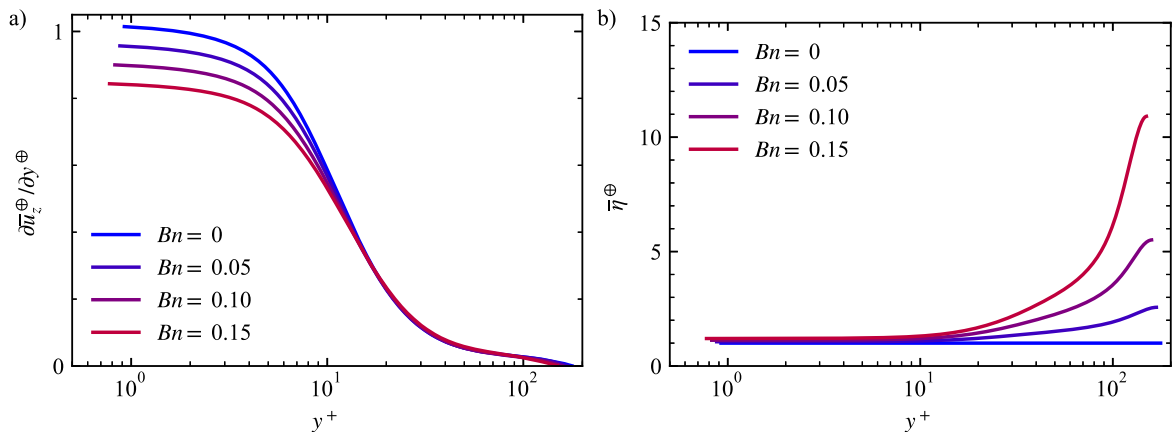 a)
1
∂u̅_z^⊕/∂y^⊕
Bn = 0
Bn = 0.05
Bn = 0.10
Bn = 0.15
0
10^0
10^1
10^2
y^+
b)
15
Bn = 0
Bn = 0.05
Bn = 0.10
Bn = 0.15
10
η̅^⊕
5
0
10^0
10^1
10^2
y^+